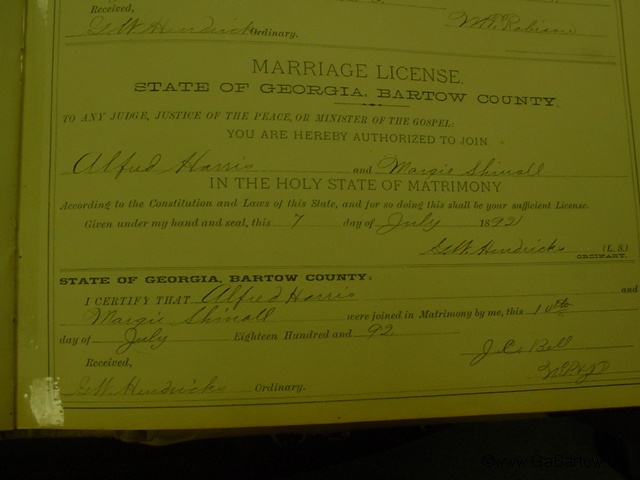 Received,
G.W. Hendricks Ordinary.
MARRIAGE LICENSE.
STATE OF GEORGIA, BARTOW COUNTY.
TO ANY JUDGE, JUSTICE OF THE PEACE, OR MINISTER OF THE GOSPEL:
YOU ARE HEREBY AUTHORIZED TO JOIN
Alfred Harris and Margie Shinall
IN THE HOLY STATE OF MATRIMONY
According to the Constitution and Laws of this State, and for so doing this shall be your sufficient License.
Given under my hand and seal, this 7 day of July 1892
G.W. Hendricks (L. S.)
ORDINARY.
STATE OF GEORGIA, BARTOW COUNTY:
I CERTIFY THAT Alfred Harris and
Margie Shinall were joined in Matrimony by me, this 10th
day of July Eighteen Hundred and 92.
J.C. Bell
Received,
G.W. Hendricks Ordinary.